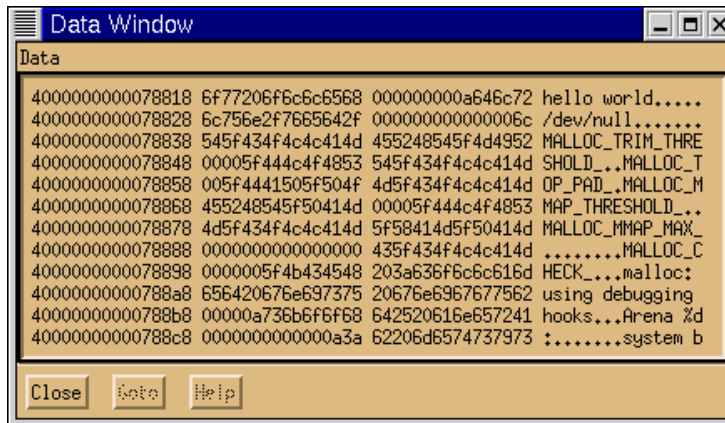 Data Window
Data
4000000000078818 6f77206f6c6c6568 000000000a646c72 hello world.....
4000000000078828 6c756e2f7665642f 000000000000006c /dev/null.......
4000000000078838 545f434f4c4c414d 455248545f4d4952 MALLOC_TRIM_THRE
4000000000078848 00005f444c4f4853 545f434f4c4c414d SHOLD_..MALLOC_T
4000000000078858 005f4441505f504f 4d5f434f4c4c414d OP_PAD_.MALLOC_M
4000000000078868 455248545f50414d 00005f444c4f4853 MAP_THRESHOLD_..
4000000000078878 4d5f434f4c4c414d 5f58414d5f50414d MALLOC_MMAP_MAX_
4000000000078888 0000000000000000 435f434f4c4c414d ........MALLOC_C
4000000000078898 0000005f4b434548 203a636f6c6c616d HECK_...malloc:
40000000000788a8 656420676e697375 20676e6967677562 using debugging
40000000000788b8 00000a736b6f6f68 642520616e657241 hooks...Arena %d
40000000000788c8 0000000000000a3a 62206d6574737973 :.......system b
Close Goto Help